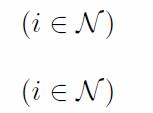 (i ∈ 𝒩)
(i ∈ 𝒩)